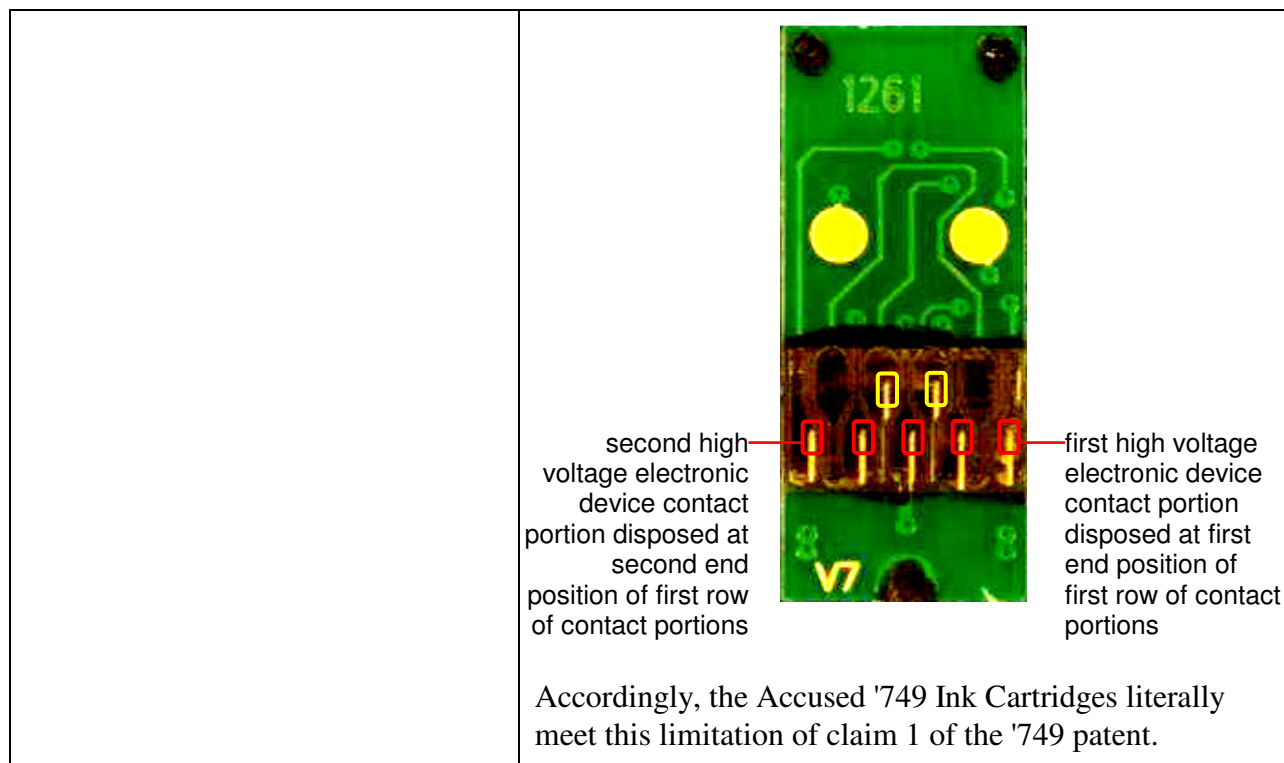 1261
second high
voltage electronic
device contact
portion disposed at
second end
position of first row
of contact portions
first high voltage
electronic device
contact portion
disposed at first
end position of
first row of contact
portions
V7
Accordingly, the Accused '749 Ink Cartridges literally
meet this limitation of claim 1 of the '749 patent.